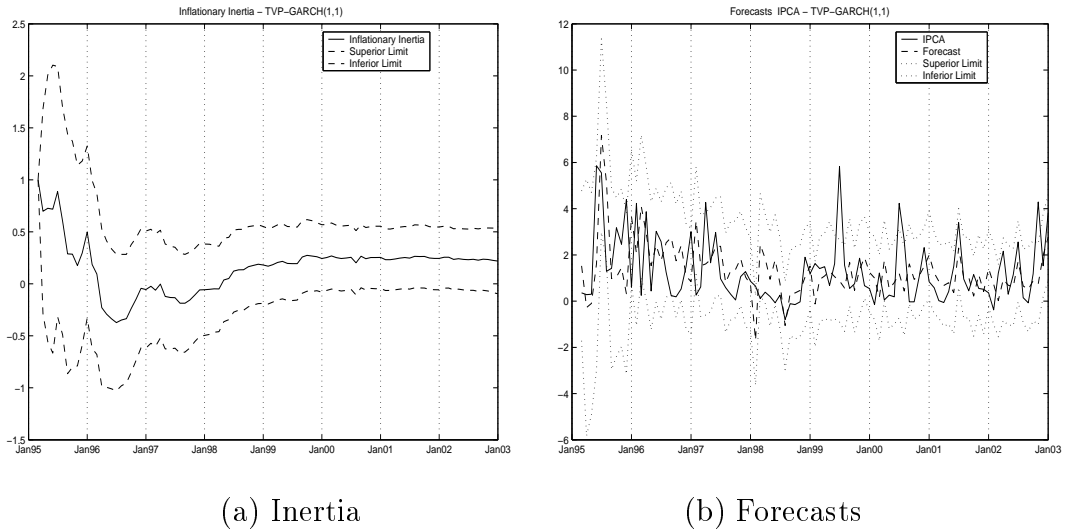 Inflationary Inertia – TVP–GARCH(1,1)
2.5
2
1.5
1
0.5
0
−0.5
−1
−1.5
Jan95 Jan96 Jan97 Jan98 Jan99 Jan00 Jan01 Jan02 Jan03
Inflationary Inertia
Superior Limit
Inferior Limit
(a) Inertia
Forecasts IPCA – TVP–GARCH(1,1)
12
10
8
6
4
2
0
−2
−4
−6
Jan95 Jan96 Jan97 Jan98 Jan99 Jan00 Jan01 Jan02 Jan03
IPCA
Forecast
Superior Limit
Inferior Limit
(b) Forecasts